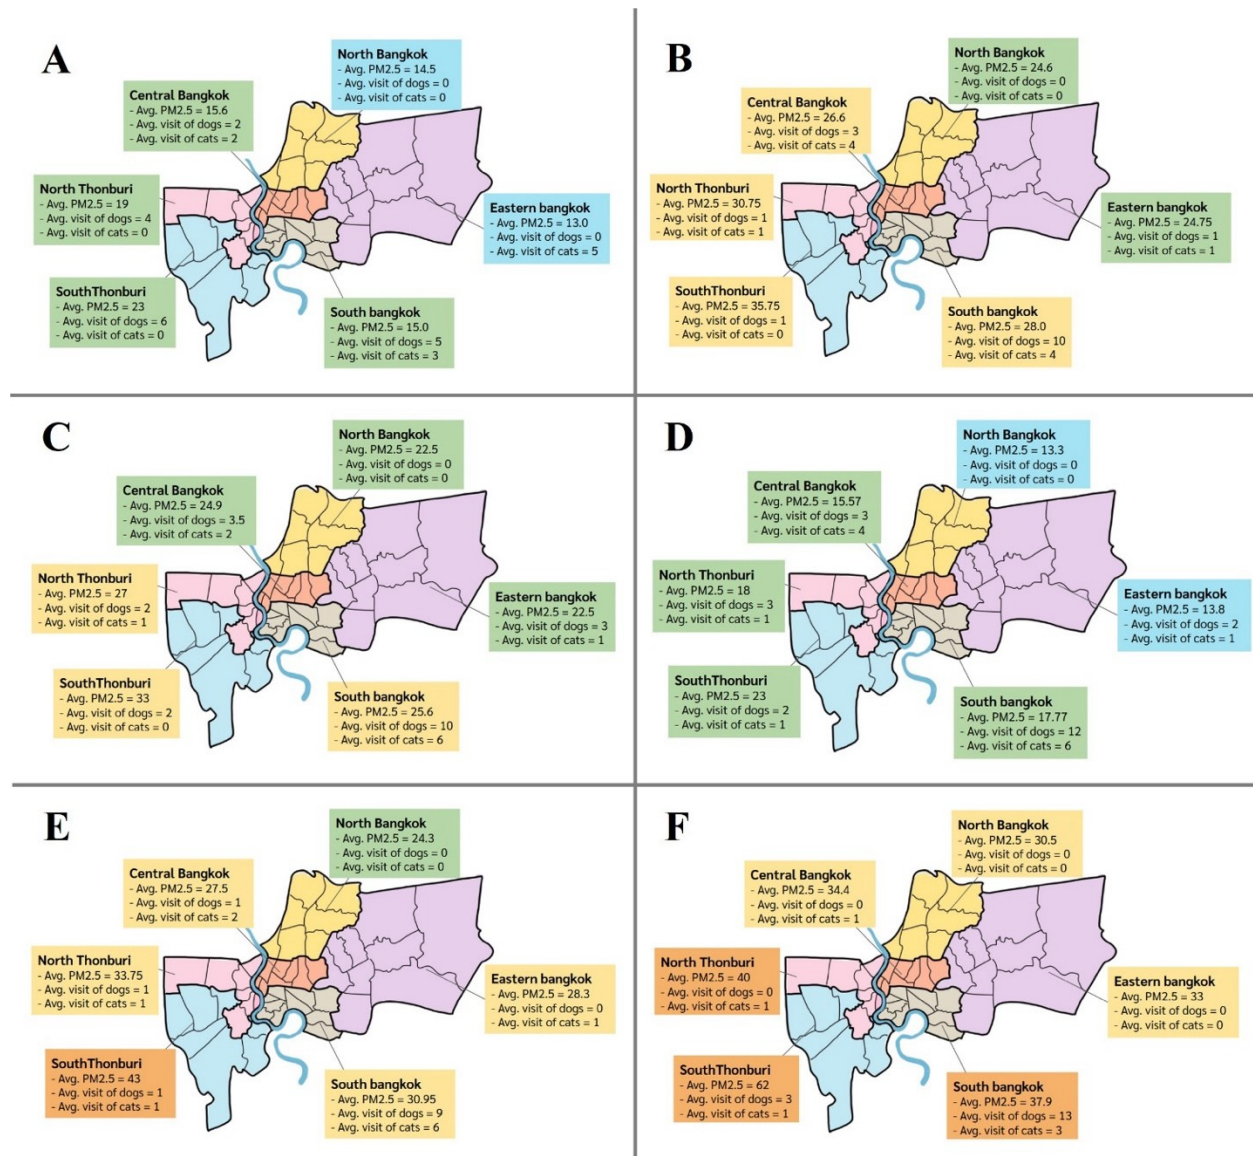 A
North Bangkok
- Avg. PM2.5 = 14.5
- Avg. visit of dogs = 0
- Avg. visit of cats = 0
Central Bangkok
- Avg. PM2.5 = 15.6
- Avg. visit of dogs = 2
- Avg. visit of cats = 2
North Thonburi
- Avg. PM2.5 = 19
- Avg. visit of dogs = 4
- Avg. visit of cats = 0
Eastern bangkok
- Avg. PM2.5 = 13.0
- Avg. visit of dogs = 0
- Avg. visit of cats = 5
SouthThonburi
- Avg. PM2.5 = 23
- Avg. visit of dogs = 6
- Avg. visit of cats = 0
South bangkok
- Avg. PM2.5 = 15.0
- Avg. visit of dogs = 5
- Avg. visit of cats = 3
B
North Bangkok
- Avg. PM2.5 = 24.6
- Avg. visit of dogs = 0
- Avg. visit of cats = 0
Central Bangkok
- Avg. PM2.5 = 26.6
- Avg. visit of dogs = 3
- Avg. visit of cats = 4
North Thonburi
- Avg. PM2.5 = 30.75
- Avg. visit of dogs = 1
- Avg. visit of cats = 1
Eastern bangkok
- Avg. PM2.5 = 24.75
- Avg. visit of dogs = 1
- Avg. visit of cats = 1
SouthThonburi
- Avg. PM2.5 = 35.75
- Avg. visit of dogs = 1
- Avg. visit of cats = 0
South bangkok
- Avg. PM2.5 = 28.0
- Avg. visit of dogs = 10
- Avg. visit of cats = 4
C
North Bangkok
- Avg. PM2.5 = 22.5
- Avg. visit of dogs = 0
- Avg. visit of cats = 0
Central Bangkok
- Avg. PM2.5 = 24.9
- Avg. visit of dogs = 3.5
- Avg. visit of cats = 2
North Thonburi
- Avg. PM2.5 = 27
- Avg. visit of dogs = 2
- Avg. visit of cats = 1
Eastern bangkok
- Avg. PM2.5 = 22.5
- Avg. visit of dogs = 3
- Avg. visit of cats = 1
SouthThonburi
- Avg. PM2.5 = 33
- Avg. visit of dogs = 2
- Avg. visit of cats = 0
South bangkok
- Avg. PM2.5 = 25.6
- Avg. visit of dogs = 10
- Avg. visit of cats = 6
D
North Bangkok
- Avg. PM2.5 = 13.3
- Avg. visit of dogs = 0
- Avg. visit of cats = 0
Central Bangkok
- Avg. PM2.5 = 15.57
- Avg. visit of dogs = 3
- Avg. visit of cats = 4
North Thonburi
- Avg. PM2.5 = 18
- Avg. visit of dogs = 3
- Avg. visit of cats = 1
Eastern bangkok
- Avg. PM2.5 = 13.8
- Avg. visit of dogs = 2
- Avg. visit of cats = 1
SouthThonburi
- Avg. PM2.5 = 23
- Avg. visit of dogs = 2
- Avg. visit of cats = 1
South bangkok
- Avg. PM2.5 = 17.77
- Avg. visit of dogs = 12
- Avg. visit of cats = 6
E
North Bangkok
- Avg. PM2.5 = 24.3
- Avg. visit of dogs = 0
- Avg. visit of cats = 0
Central Bangkok
- Avg. PM2.5 = 27.5
- Avg. visit of dogs = 1
- Avg. visit of cats = 2
North Thonburi
- Avg. PM2.5 = 33.75
- Avg. visit of dogs = 1
- Avg. visit of cats = 1
Eastern bangkok
- Avg. PM2.5 = 28.3
- Avg. visit of dogs = 0
- Avg. visit of cats = 1
SouthThonburi
- Avg. PM2.5 = 43
- Avg. visit of dogs = 1
- Avg. visit of cats = 1
South bangkok
- Avg. PM2.5 = 30.95
- Avg. visit of dogs = 9
- Avg. visit of cats = 6
F
North Bangkok
- Avg. PM2.5 = 30.5
- Avg. visit of dogs = 0
- Avg. visit of cats = 0
Central Bangkok
- Avg. PM2.5 = 34.4
- Avg. visit of dogs = 0
- Avg. visit of cats = 1
North Thonburi
- Avg. PM2.5 = 40
- Avg. visit of dogs = 0
- Avg. visit of cats = 1
Eastern bangkok
- Avg. PM2.5 = 33
- Avg. visit of dogs = 0
- Avg. visit of cats = 0
SouthThonburi
- Avg. PM2.5 = 62
- Avg. visit of dogs = 3
- Avg. visit of cats = 1
South bangkok
- Avg. PM2.5 = 37.9
- Avg. visit of dogs = 13
- Avg. visit of cats = 3